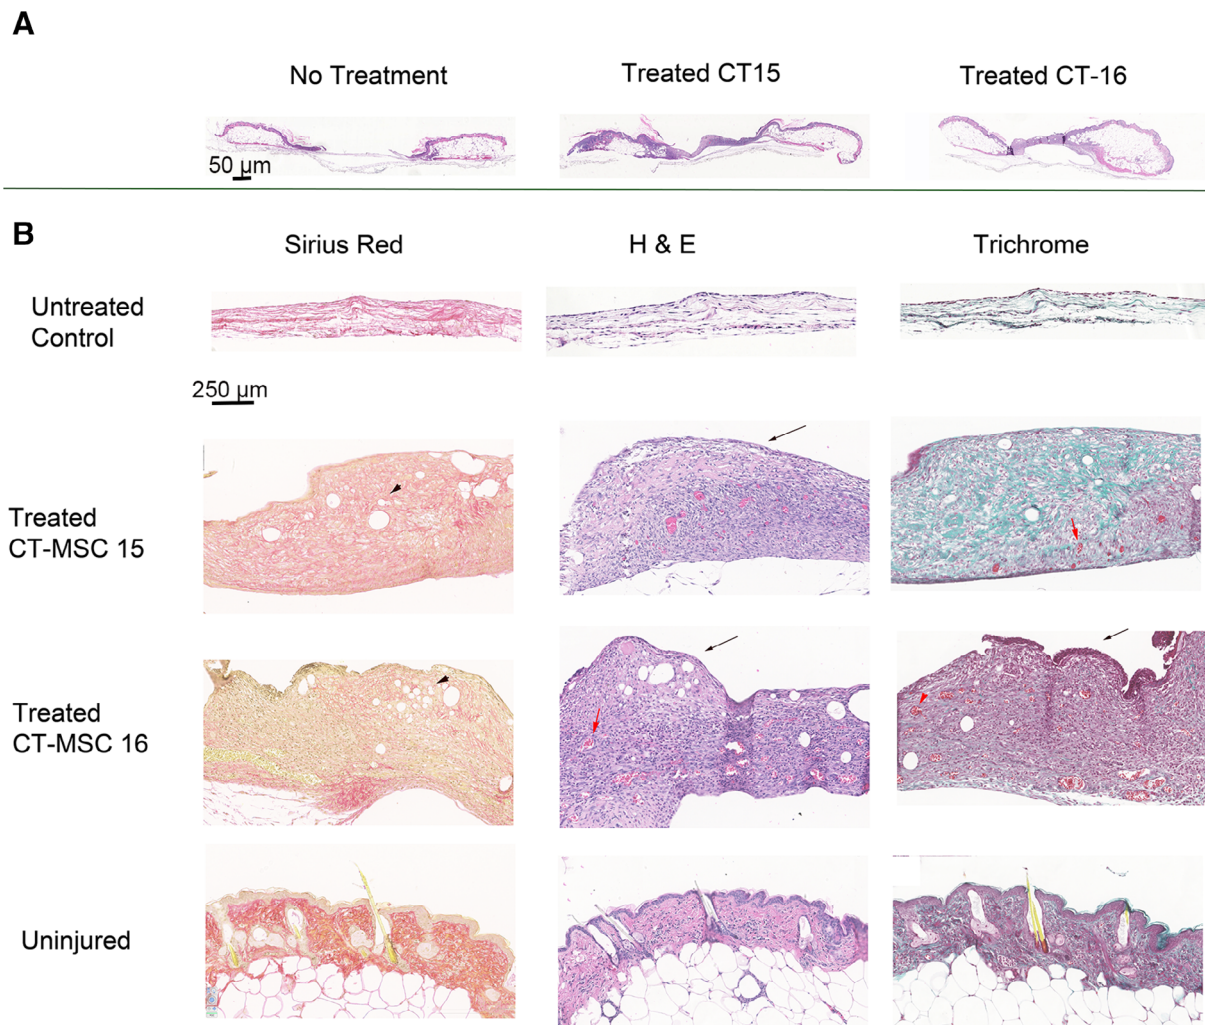 A
No Treatment
Treated CT15
Treated CT-16
50 µm
B
Sirius Red
H & E
Trichrome
Untreated
Control
250 µm
Treated
CT-MSC 15
Treated
CT-MSC 16
Uninjured